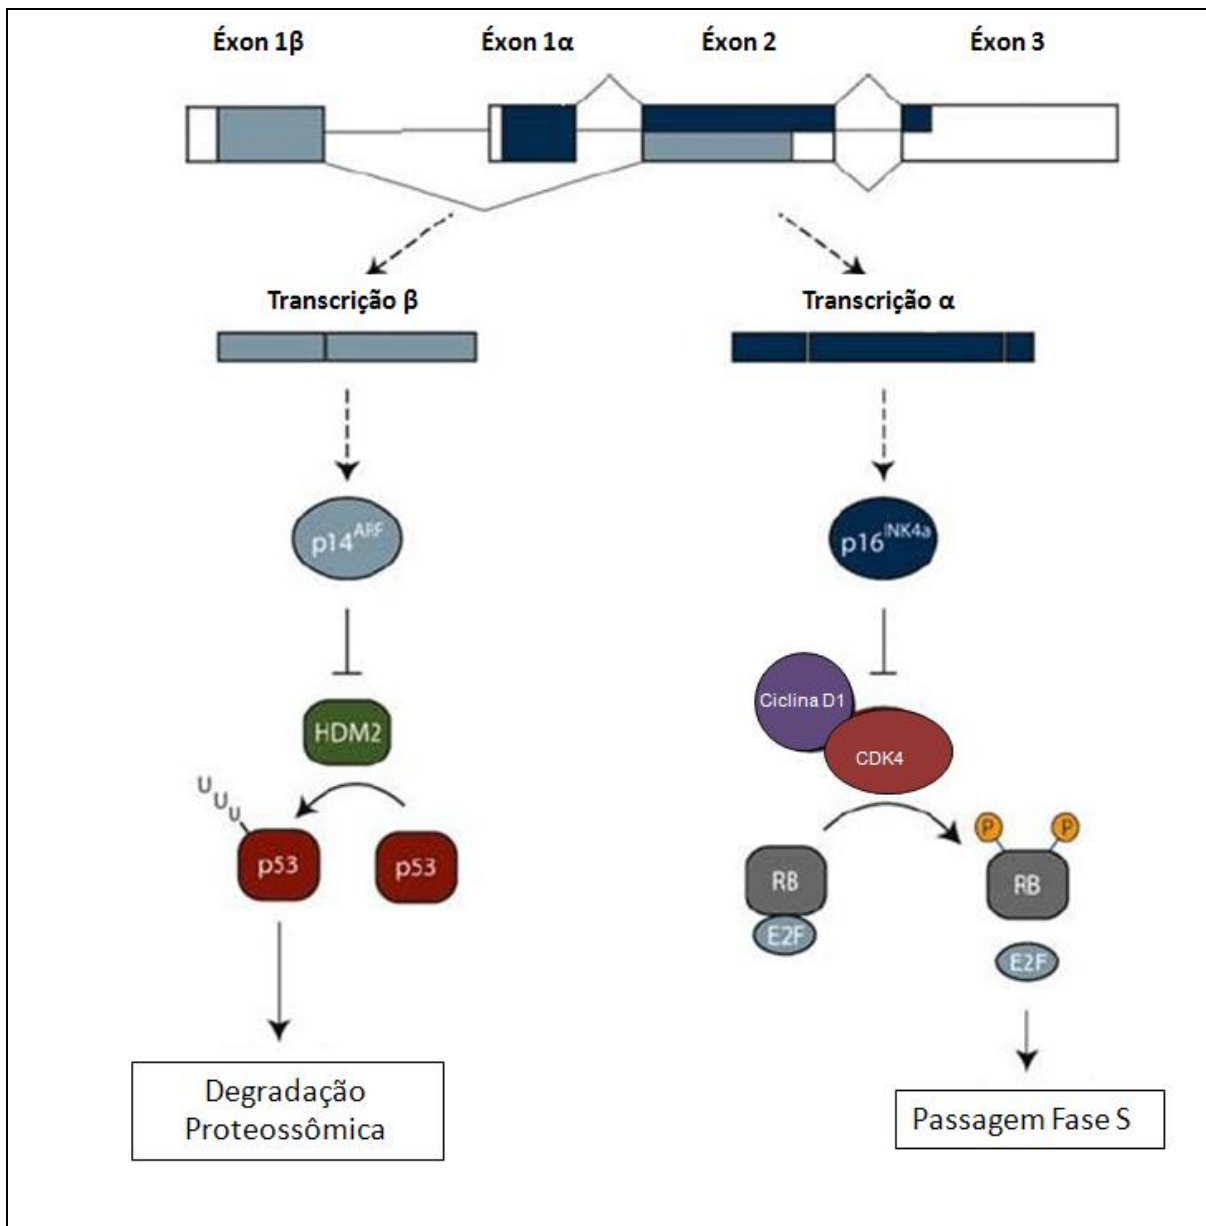 Éxon 1β
Éxon 1α
Éxon 2
Éxon 3
Transcrição β
Transcrição α
p14ARF
p16INK4a
HDM2
Ciclina D1
CDK4
U
U
U
p53
p53
RB
E2F
P
P
RB
E2F
Degradação
Proteossômica
Passagem Fase S